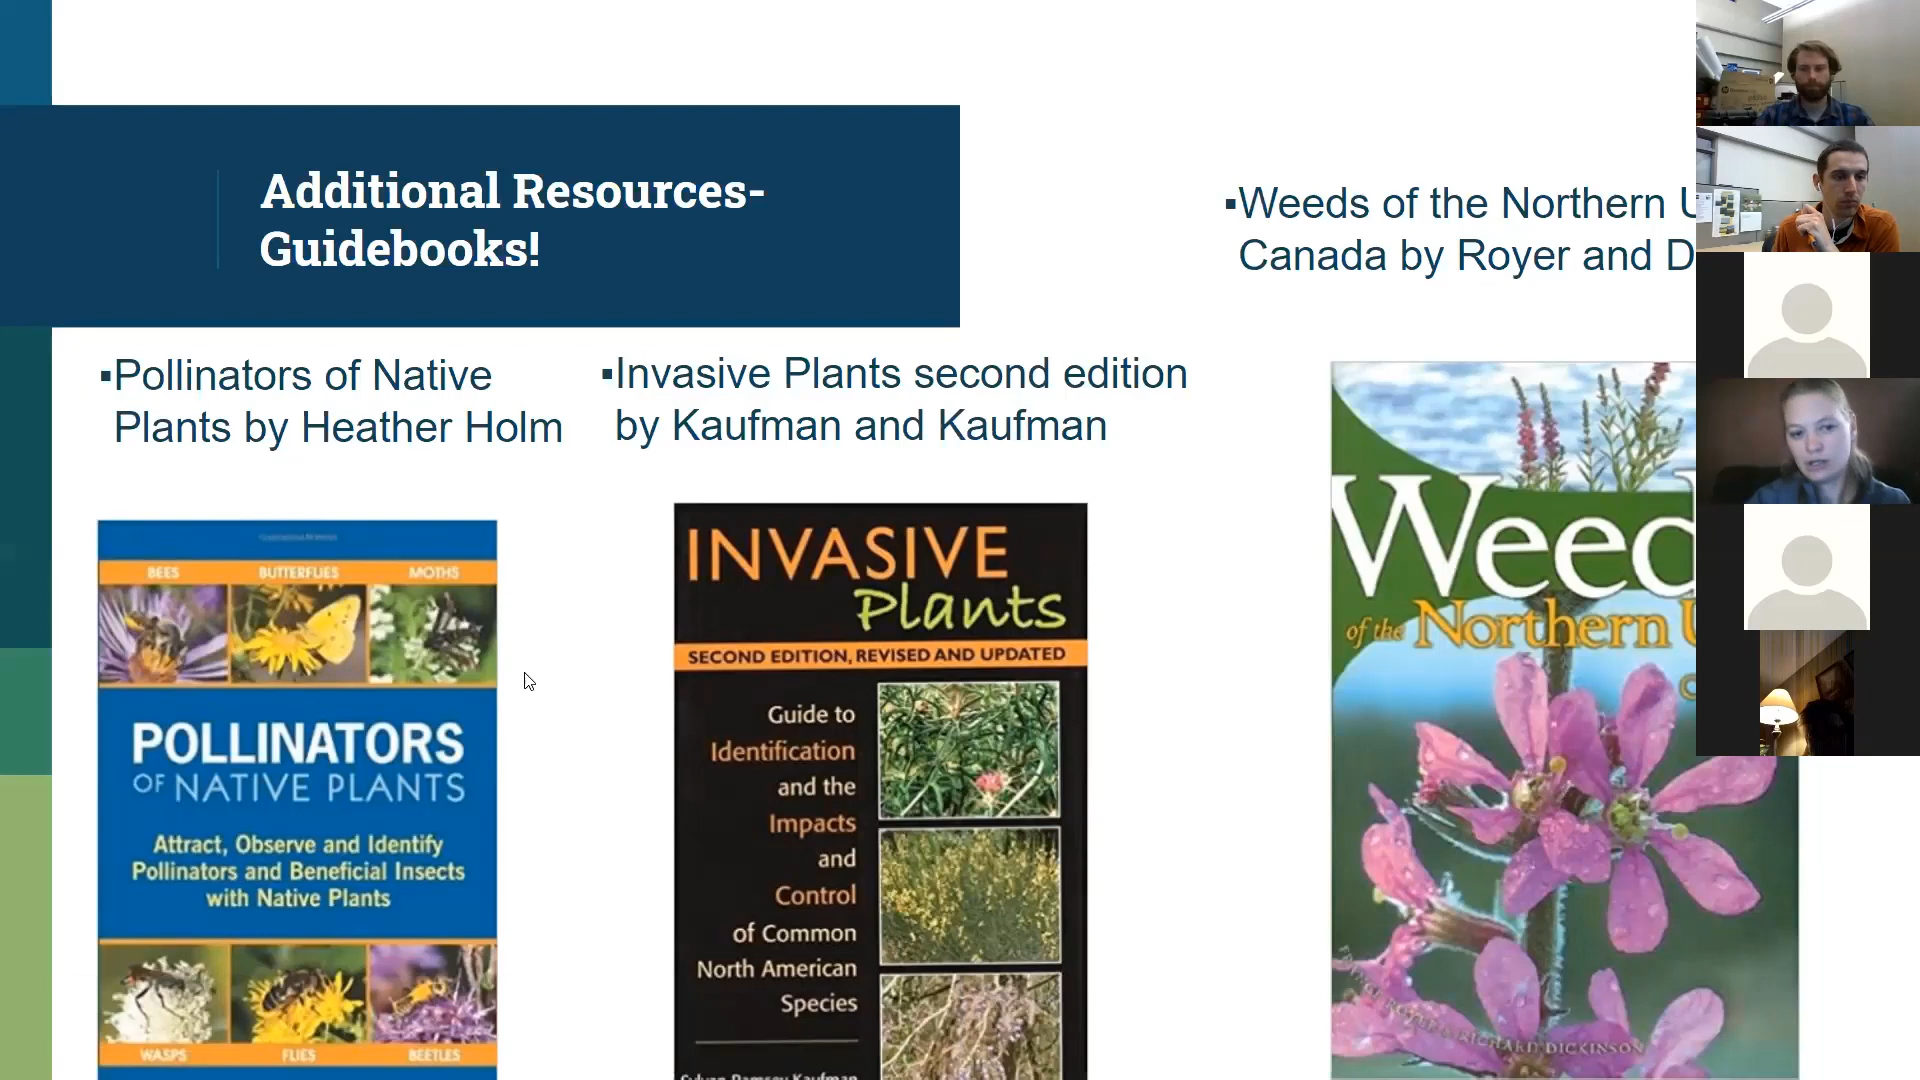 Additional Resources-
Guidebooks!
▪Weeds of the Northern U
Canada by Royer and D
▪Pollinators of Native
Plants by Heather Holm
▪Invasive Plants second edition
by Kaufman and Kaufman
BEES BUTTERFLIES MOTHS
POLLINATORS
OF NATIVE PLANTS
Attract, Observe and Identify
Pollinators and Beneficial Insects
with Native Plants
WASPS FLIES BEETLES
INVASIVE
Plants
SECOND EDITION, REVISED AND UPDATED
Guide to
Identification
and the
Impacts
and
Control
of Common
North American
Species
Sylvan Ramsey Kaufman
Weed
of the Northern U
RICHARD DICKINSON